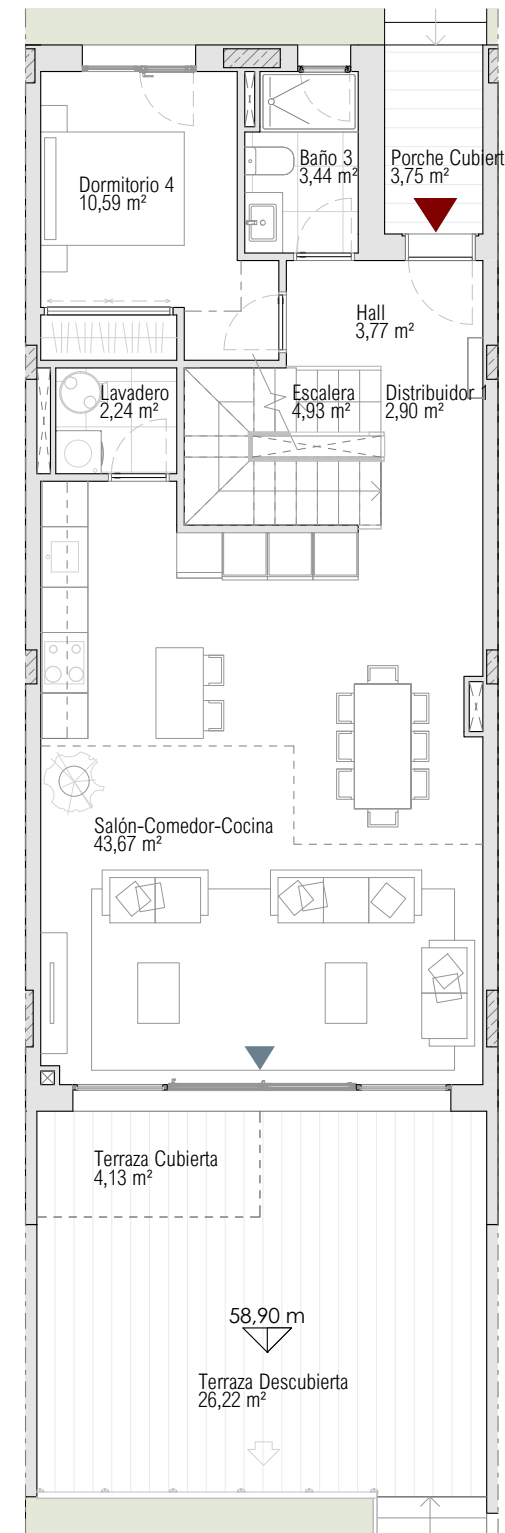 Dormitorio 4
10,59 m²
Baño 3
3,44 m²
Porche Cubiert
3,75 m²
Hall
3,77 m²
Lavadero
2,24 m²
Escalera
4,93 m²
Distribuidor 1
2,90 m²
Salón-Comedor-Cocina
43,67 m²
Terraza Cubierta
4,13 m²
58,90 m
Terraza Descubierta
26,22 m²